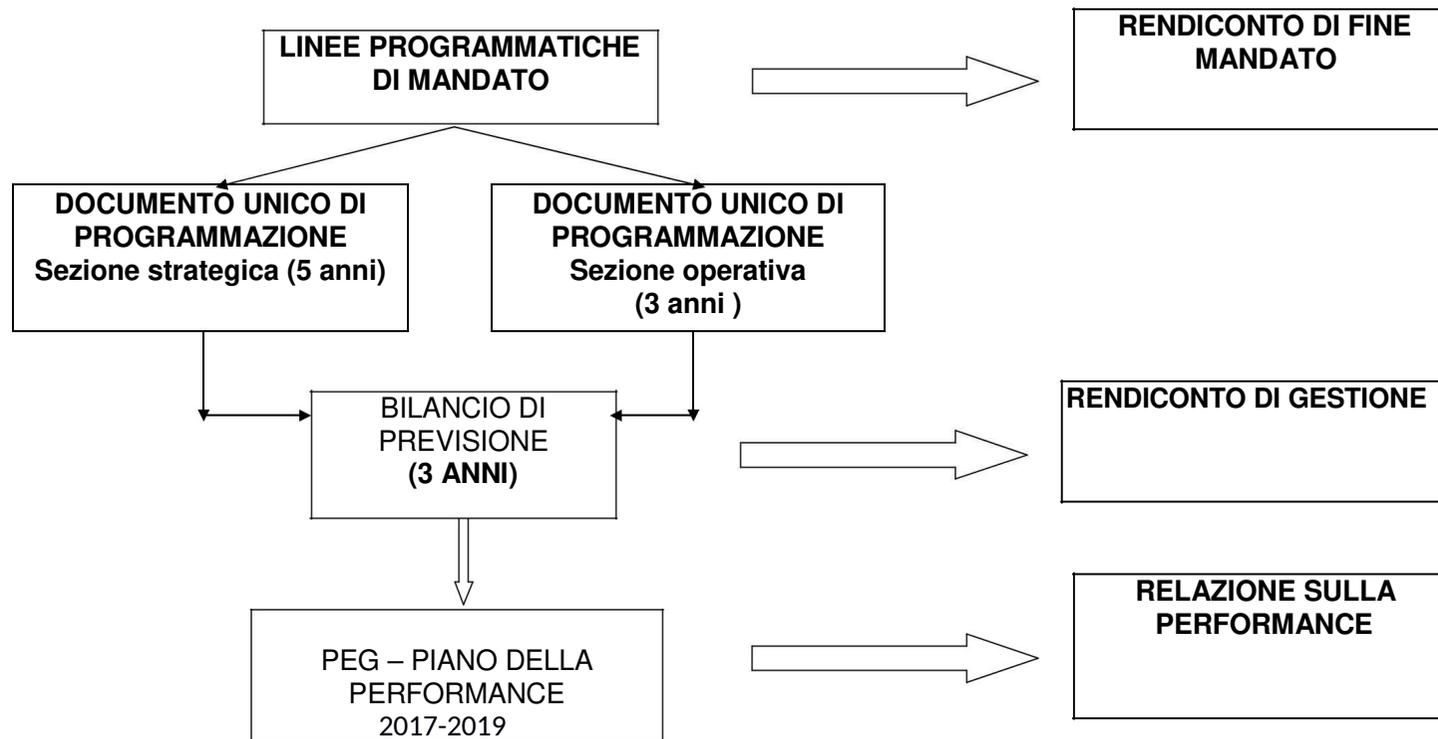 LINEE PROGRAMMATICHE
DI MANDATO
RENDICONTO DI FINE
MANDATO
DOCUMENTO UNICO DI
PROGRAMMAZIONE
Sezione strategica (5 anni)
DOCUMENTO UNICO DI
PROGRAMMAZIONE
Sezione operativa
(3 anni )
BILANCIO DI
PREVISIONE
(3 ANNI)
RENDICONTO DI GESTIONE
PEG – PIANO DELLA
PERFORMANCE
2017-2019
RELAZIONE SULLA
PERFORMANCE